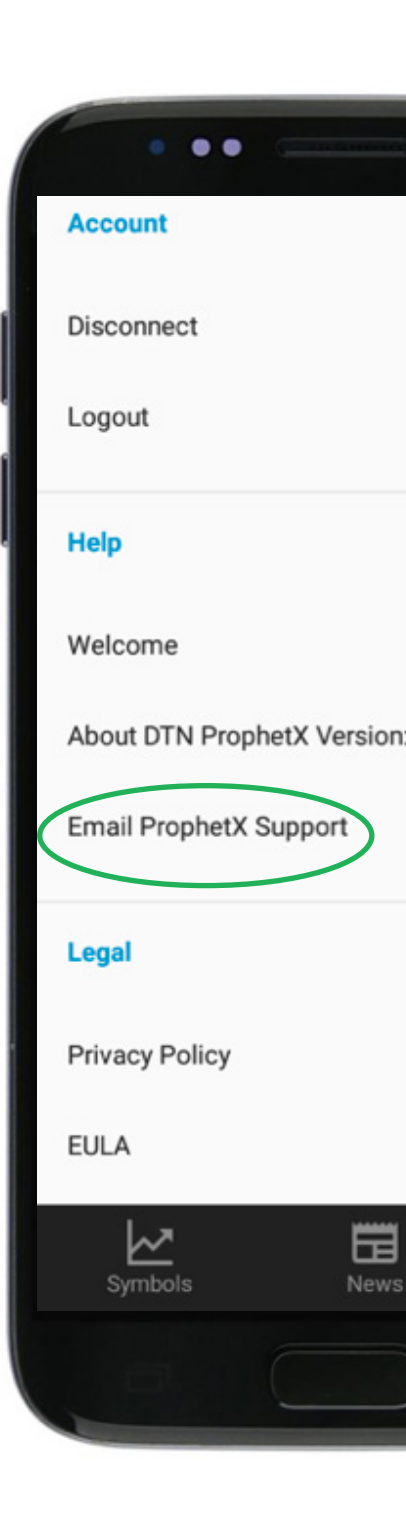 Account
Disconnect
Logout
Help
Welcome
About DTN ProphetX Version:
Email ProphetX Support
Legal
Privacy Policy
EULA
Symbols
News